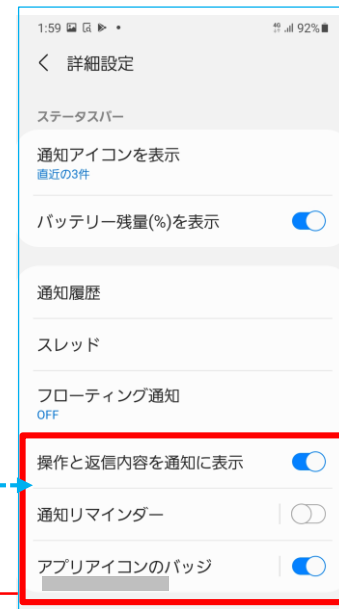 1:59
92%
詳細設定
ステータスバー
通知アイコンを表示
直近の3件
バッテリー残量(%)を表示
通知履歴
スレッド
フローティング通知
OFF
操作と返信内容を通知に表示
通知リマインダー
アプリアイコンのバッジ